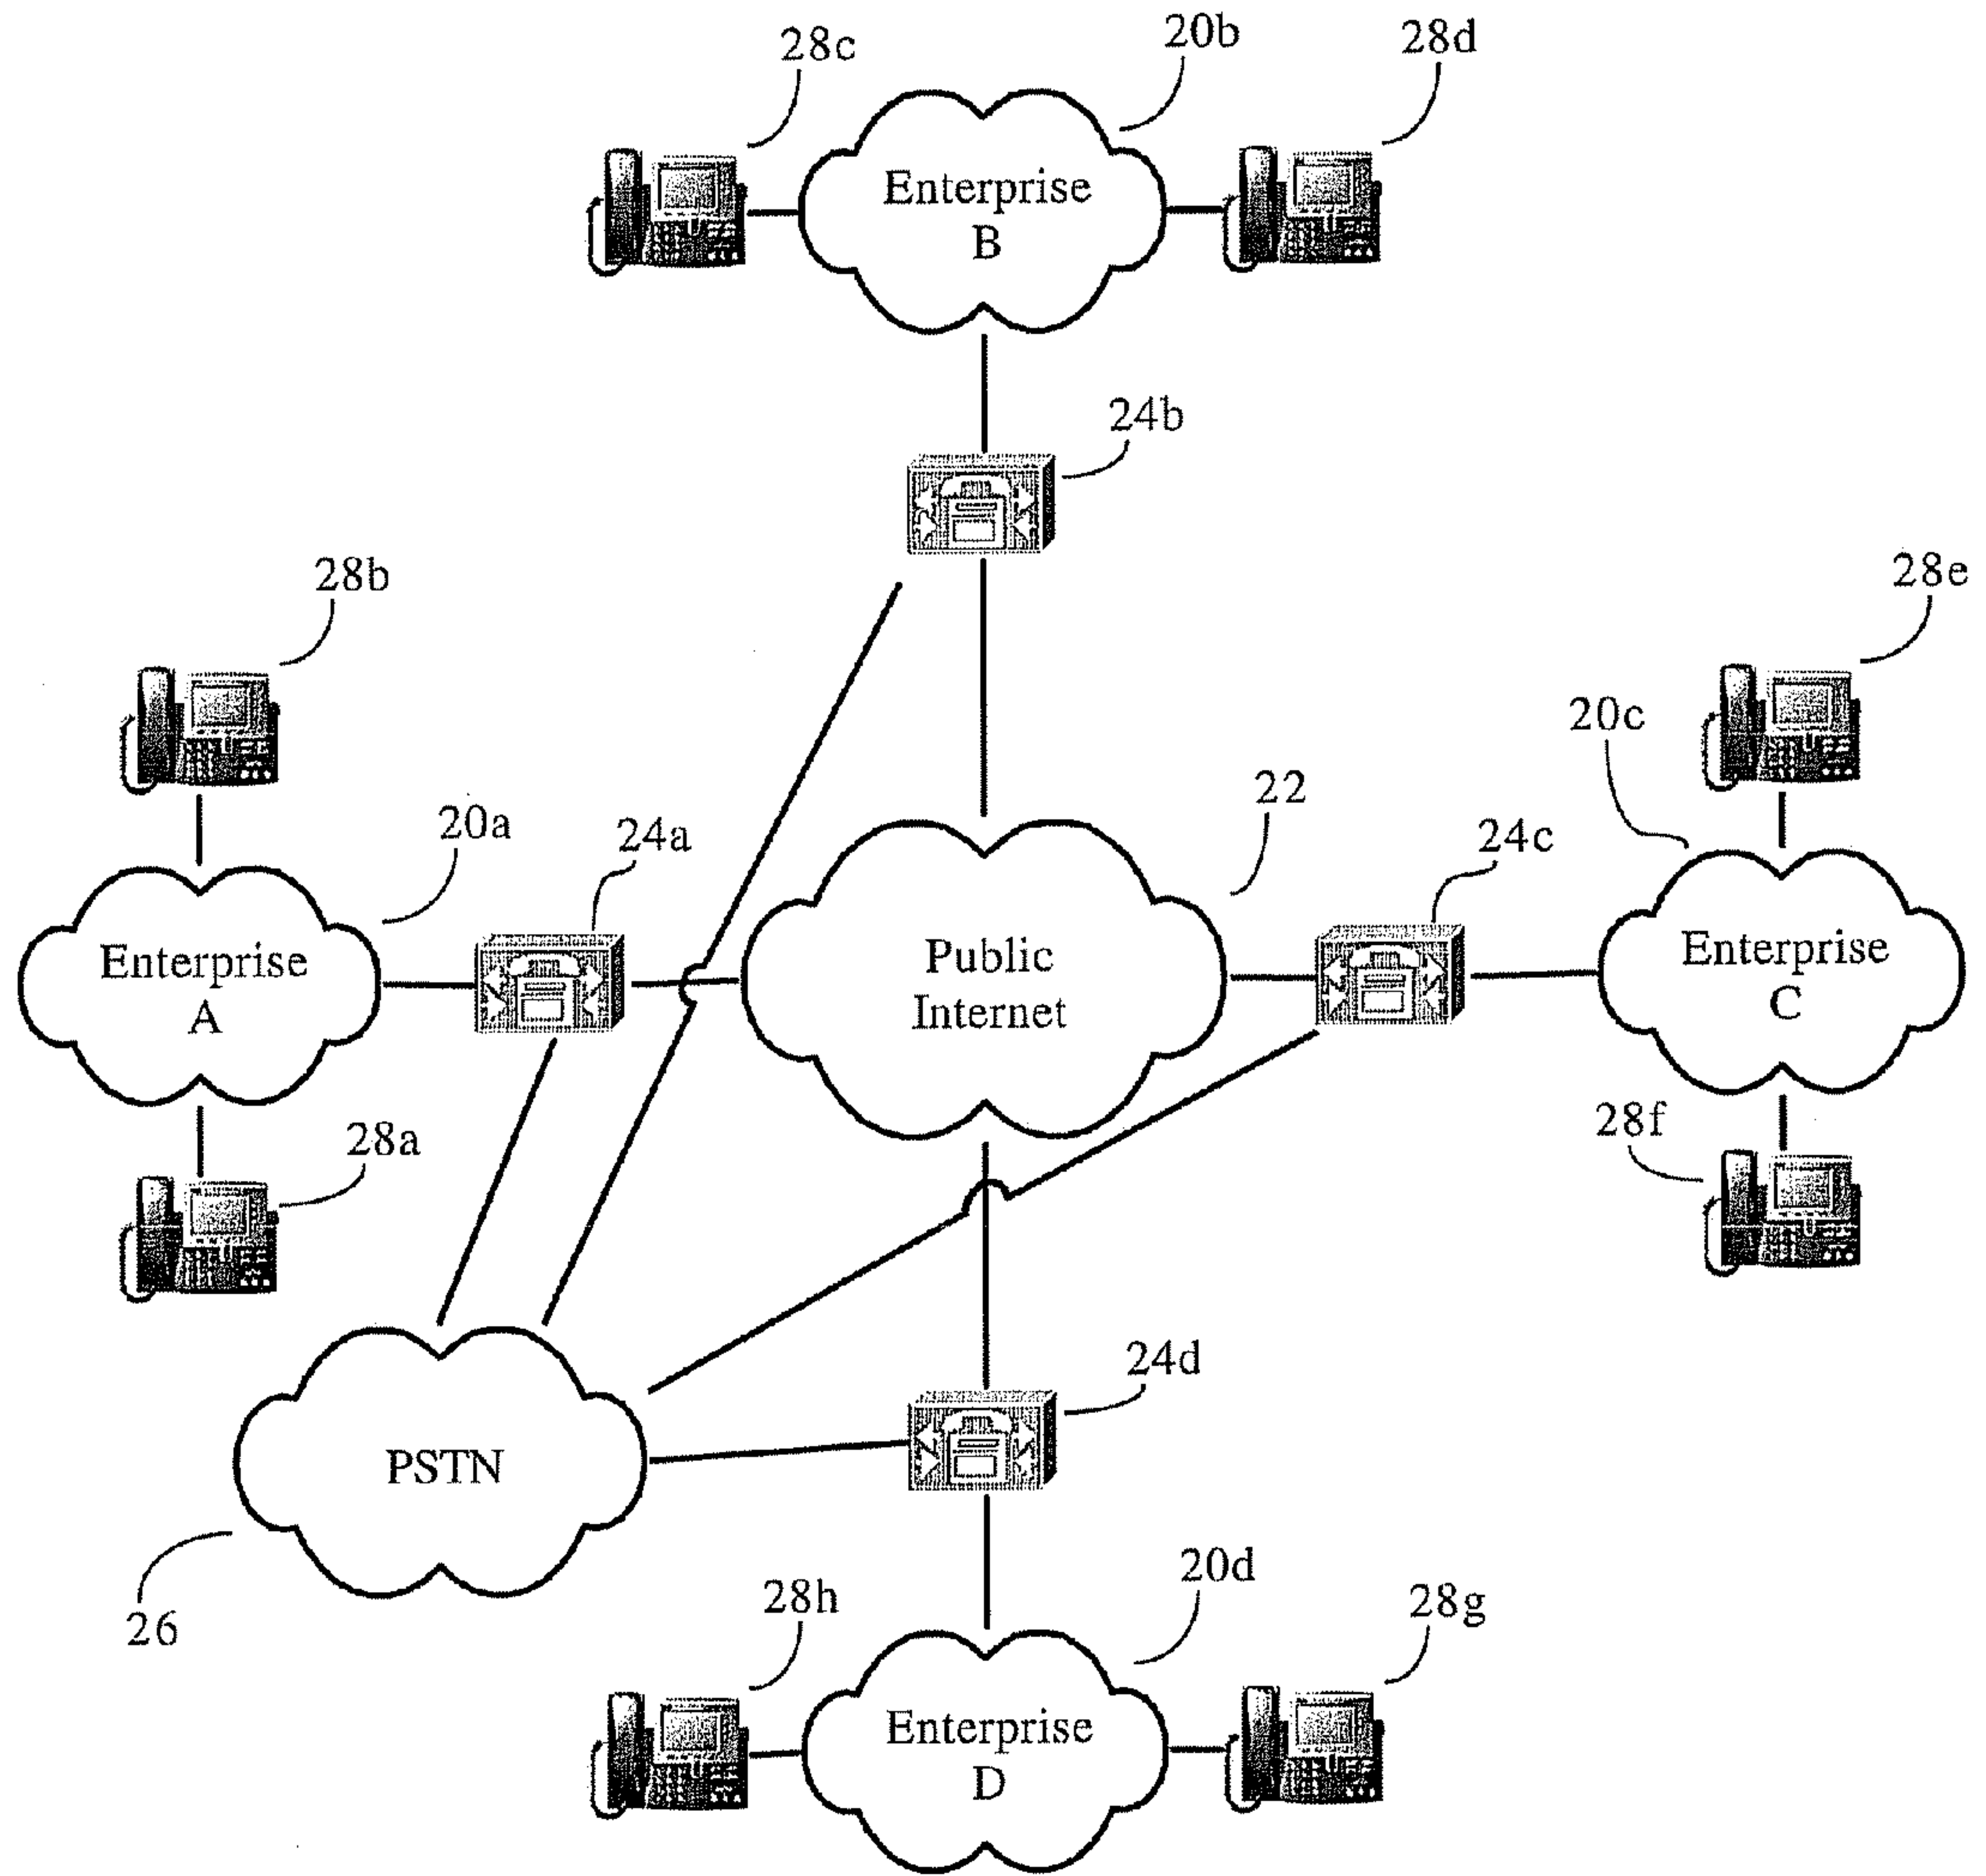 28c
20b
28d
Enterprise
B
24b
28b
28e
20c
20a
24a
22
24c
Enterprise
A
Public
Internet
Enterprise
C
28a
28f
24d
PSTN
26
28h
20d
28g
Enterprise
D